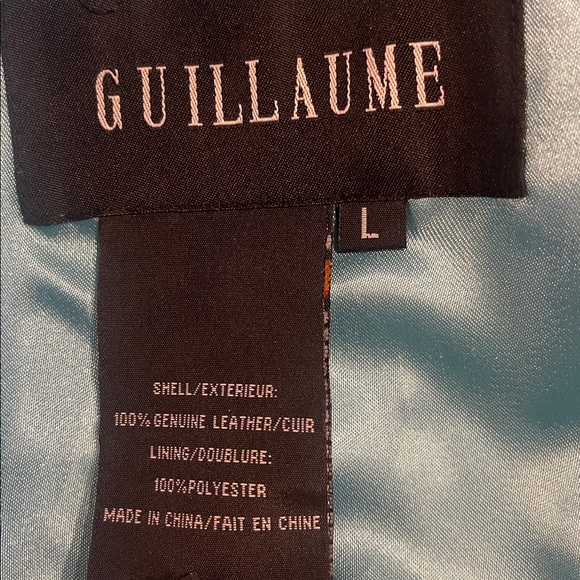 GUILLAUME
L
SHELL/EXTERIEUR:
100% GENUINE LEATHER/CUIR
LINING/DOUBLURE:
100%POLYESTER
MADE IN CHINA/FAIT EN CHINE